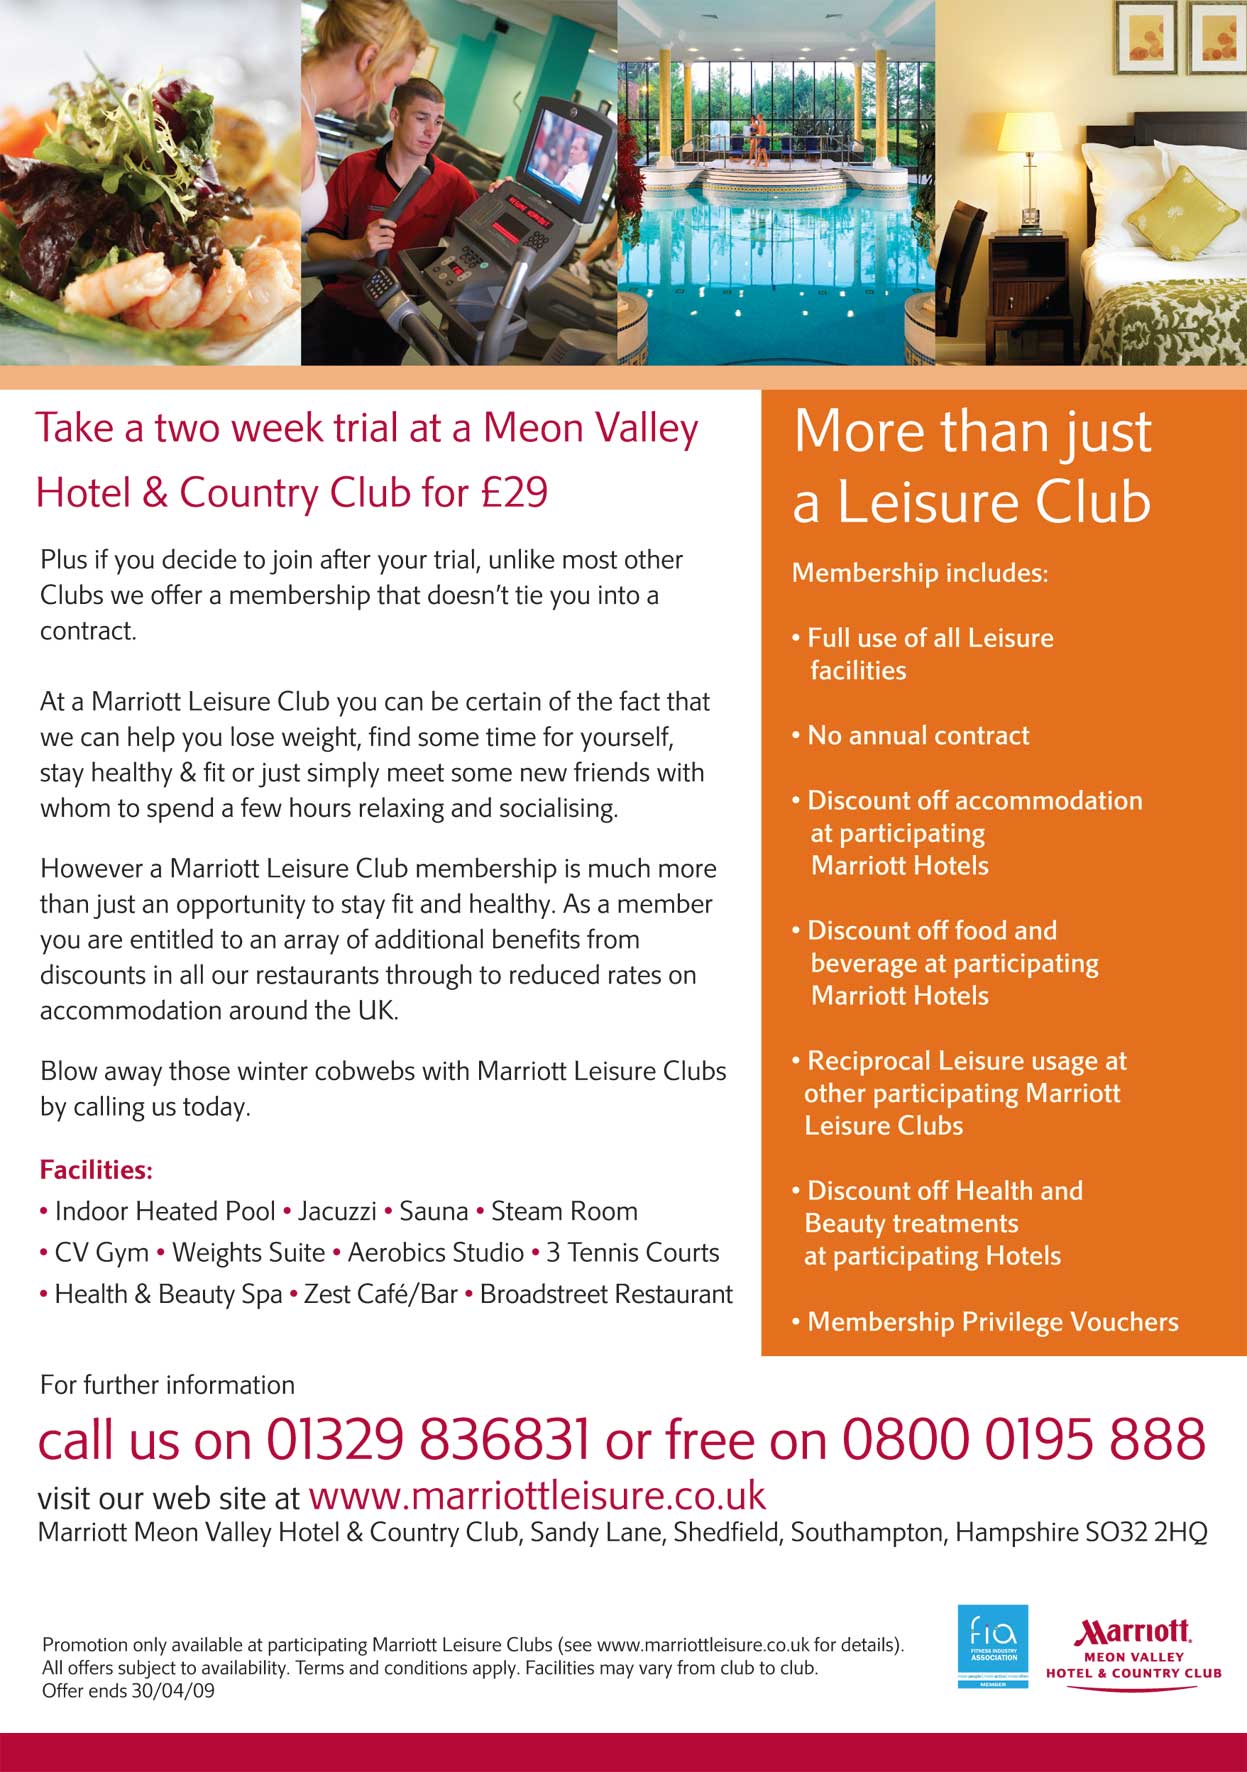 Take a two week trial at a Meon Valley
Hotel & Country Club for £29
Plus if you decide to join after your trial, unlike most other
Clubs we offer a membership that doesn't tie you into a
contract.
At a Marriott Leisure Club you can be certain of the fact that
we can help you lose weight, find some time for yourself,
stay healthy & fit or just simply meet some new friends with
whom to spend a few hours relaxing and socialising.
However a Marriott Leisure Club membership is much more
than just an opportunity to stay fit and healthy. As a member
you are entitled to an array of additional benefits from
discounts in all our restaurants through to reduced rates on
accommodation around the UK.
Blow away those winter cobwebs with Marriott Leisure Clubs
by calling us today.
Facilities:
• Indoor Heated Pool • Jacuzzi • Sauna • Steam Room
• CV Gym • Weights Suite • Aerobics Studio • 3 Tennis Courts
• Health & Beauty Spa • Zest Café/Bar • Broadstreet Restaurant
More than just
a Leisure Club
Membership includes:
• Full use of all Leisure
facilities
• No annual contract
• Discount off accommodation
at participating
Marriott Hotels
• Discount off food and
beverage at participating
Marriott Hotels
• Reciprocal Leisure usage at
other participating Marriott
Leisure Clubs
• Discount off Health and
Beauty treatments
at participating Hotels
• Membership Privilege Vouchers
For further information
call us on 01329 836831 or free on 0800 0195 888
visit our web site at www.marriottleisure.co.uk
Marriott Meon Valley Hotel & Country Club, Sandy Lane, Shedfield, Southampton, Hampshire SO32 2HQ
Promotion only available at participating Marriott Leisure Clubs (see www.marriottleisure.co.uk for details).
All offers subject to availability. Terms and conditions apply. Facilities may vary from club to club.
Offer ends 30/04/09
fia
FITNESS INDUSTRY
ASSOCIATION
MEMBER
Marriott
MEON VALLEY
HOTEL & COUNTRY CLUB